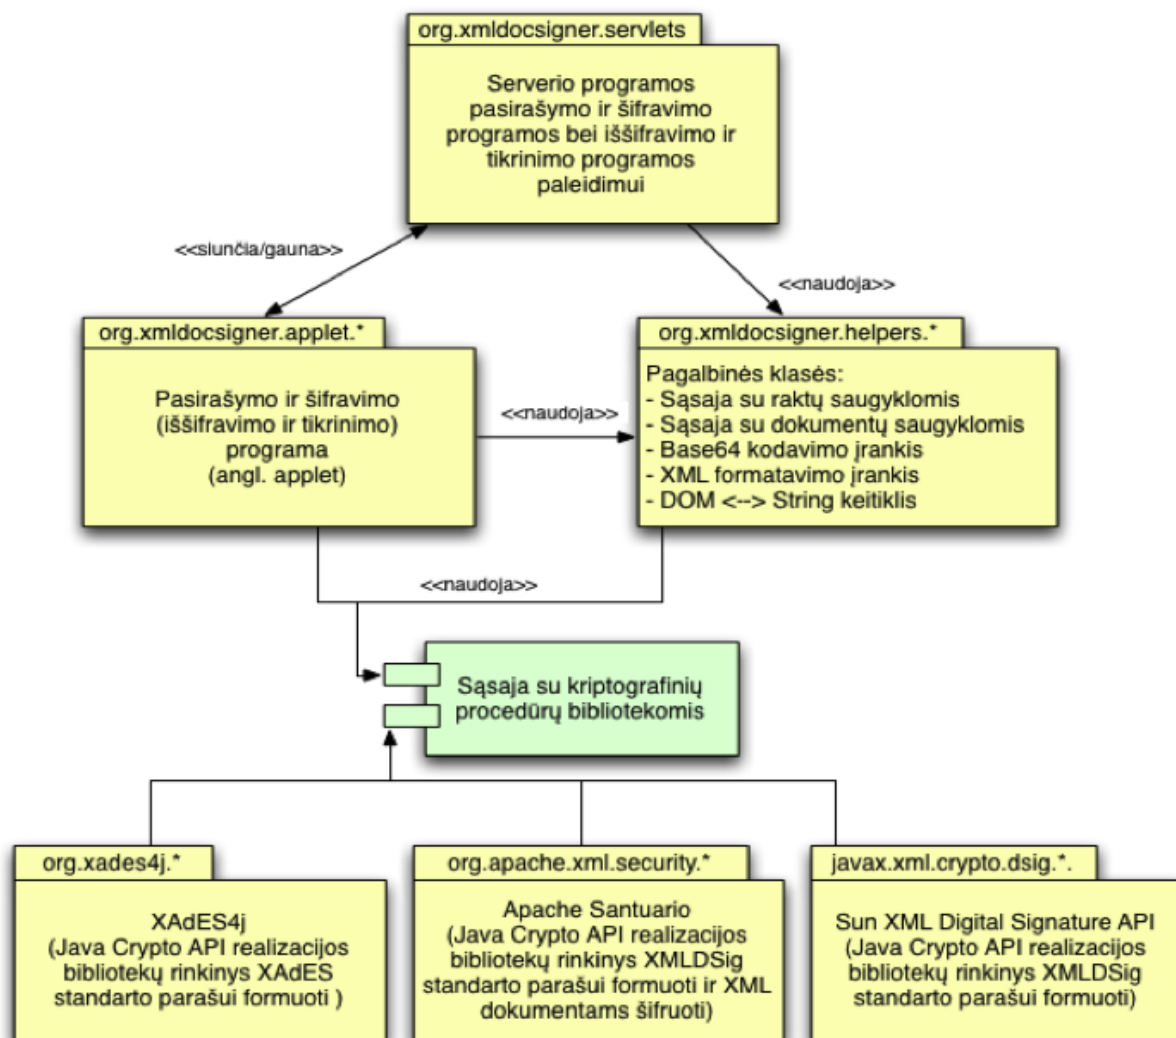 org.xmldocsigner.servlets
Serverio programos
pasirašymo ir šifravimo
programos bei iššifravimo ir
tikrinimo programos
paleidimui
<<siunčia/gauna>>
<<naudoja>>
org.xmldocsigner.applet.*
Pasirašymo ir šifravimo
(iššifravimo ir tikrinimo)
programa
(angl. applet)
<<naudoja>>
org.xmldocsigner.helpers.*
Pagalbinės klasės:
- Sąsaja su raktų saugyklomis
- Sąsaja su dokumentų saugyklomis
- Base64 kodavimo įrankis
- XML formatavimo įrankis
- DOM <--> String keitiklis
<<naudoja>>
Sąsaja su kriptografinių
procedūrų bibliotekomis
org.xades4j.*
XAdES4j
(Java Crypto API realizacijos
bibliotekų rinkinys XAdES
standarto parašui formuoti )
org.apache.xml.security.*
Apache Santuario
(Java Crypto API realizacijos
bibliotekų rinkinys XMLDSig
standarto parašui formuoti ir XML
dokumentams šifruoti)
javax.xml.crypto.dsig.*.
Sun XML Digital Signature API
(Java Crypto API realizacijos
bibliotekų rinkinys XMLDSig
standarto parašui formuoti)